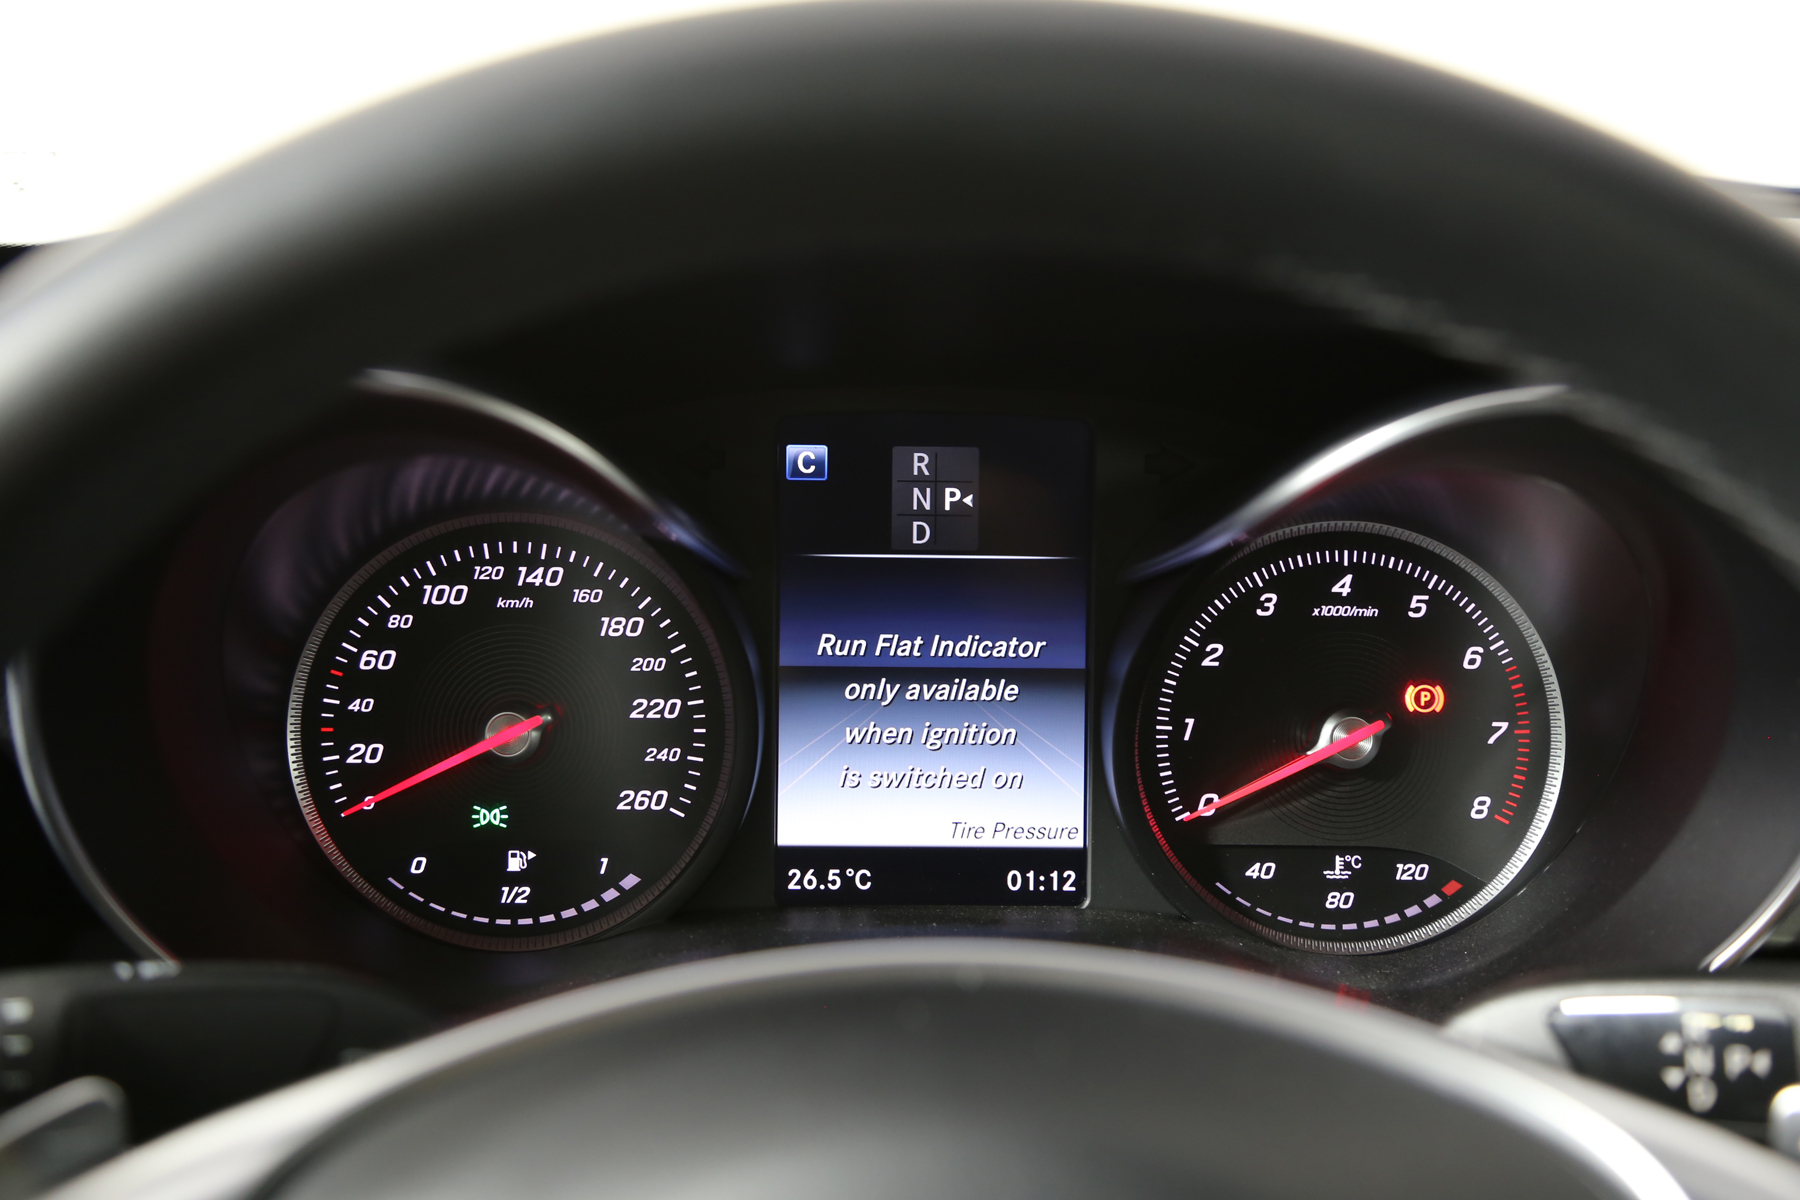 C
R
N P
D
Run Flat Indicator
only available
when ignition
is switched on
Tire Pressure
26.5°C 01:12
0
20
40
60
80
100
120
140
160
180
200
220
240
260
km/h
0
1/2
1
0
1
2
3
4
5
6
7
8
x1000/min
P
40
80
120
°C
N P
D